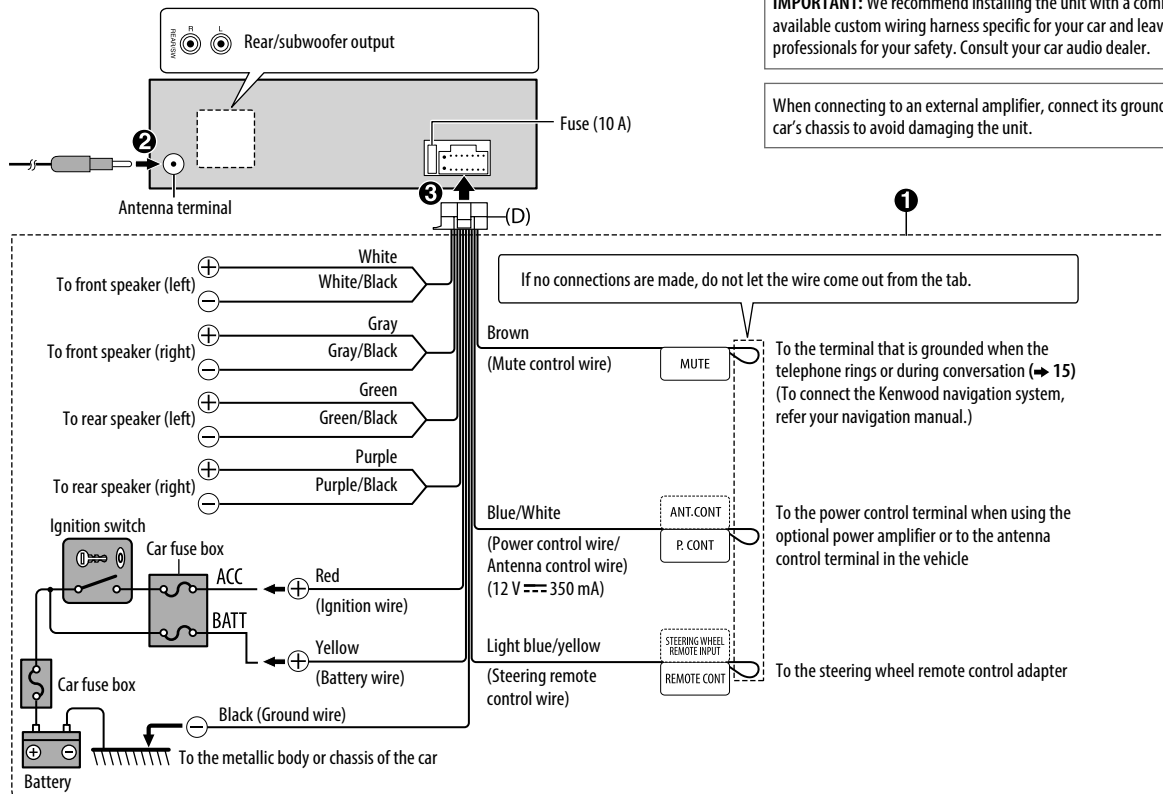 IMPORTANT: We recommend installing the unit with a com
available custom wiring harness specific for your car and leav
professionals for your safety. Consult your car audio dealer.
When connecting to an external amplifier, connect its ground
car's chassis to avoid damaging the unit.
REAR/SW
R
L
Rear/subwoofer output
Fuse (10 A)
2
Antenna terminal
3
(D)
1
White
White/Black
To front speaker (left)
Gray
Gray/Black
To front speaker (right)
Green
Green/Black
To rear speaker (left)
Purple
Purple/Black
To rear speaker (right)
If no connections are made, do not let the wire come out from the tab.
Brown
(Mute control wire)
MUTE
To the terminal that is grounded when the
telephone rings or during conversation (➔ 15)
(To connect the Kenwood navigation system,
refer your navigation manual.)
Blue/White
(Power control wire/
Antenna control wire)
(12 V ⎓ 350 mA)
ANT.CONT
P. CONT
To the power control terminal when using the
optional power amplifier or to the antenna
control terminal in the vehicle
Light blue/yellow
(Steering remote
control wire)
STEERING WHEEL
REMOTE INPUT
REMOTE CONT
To the steering wheel remote control adapter
Ignition switch
Car fuse box
ACC
Red
(Ignition wire)
BATT
Yellow
(Battery wire)
Car fuse box
Black (Ground wire)
To the metallic body or chassis of the car
Battery